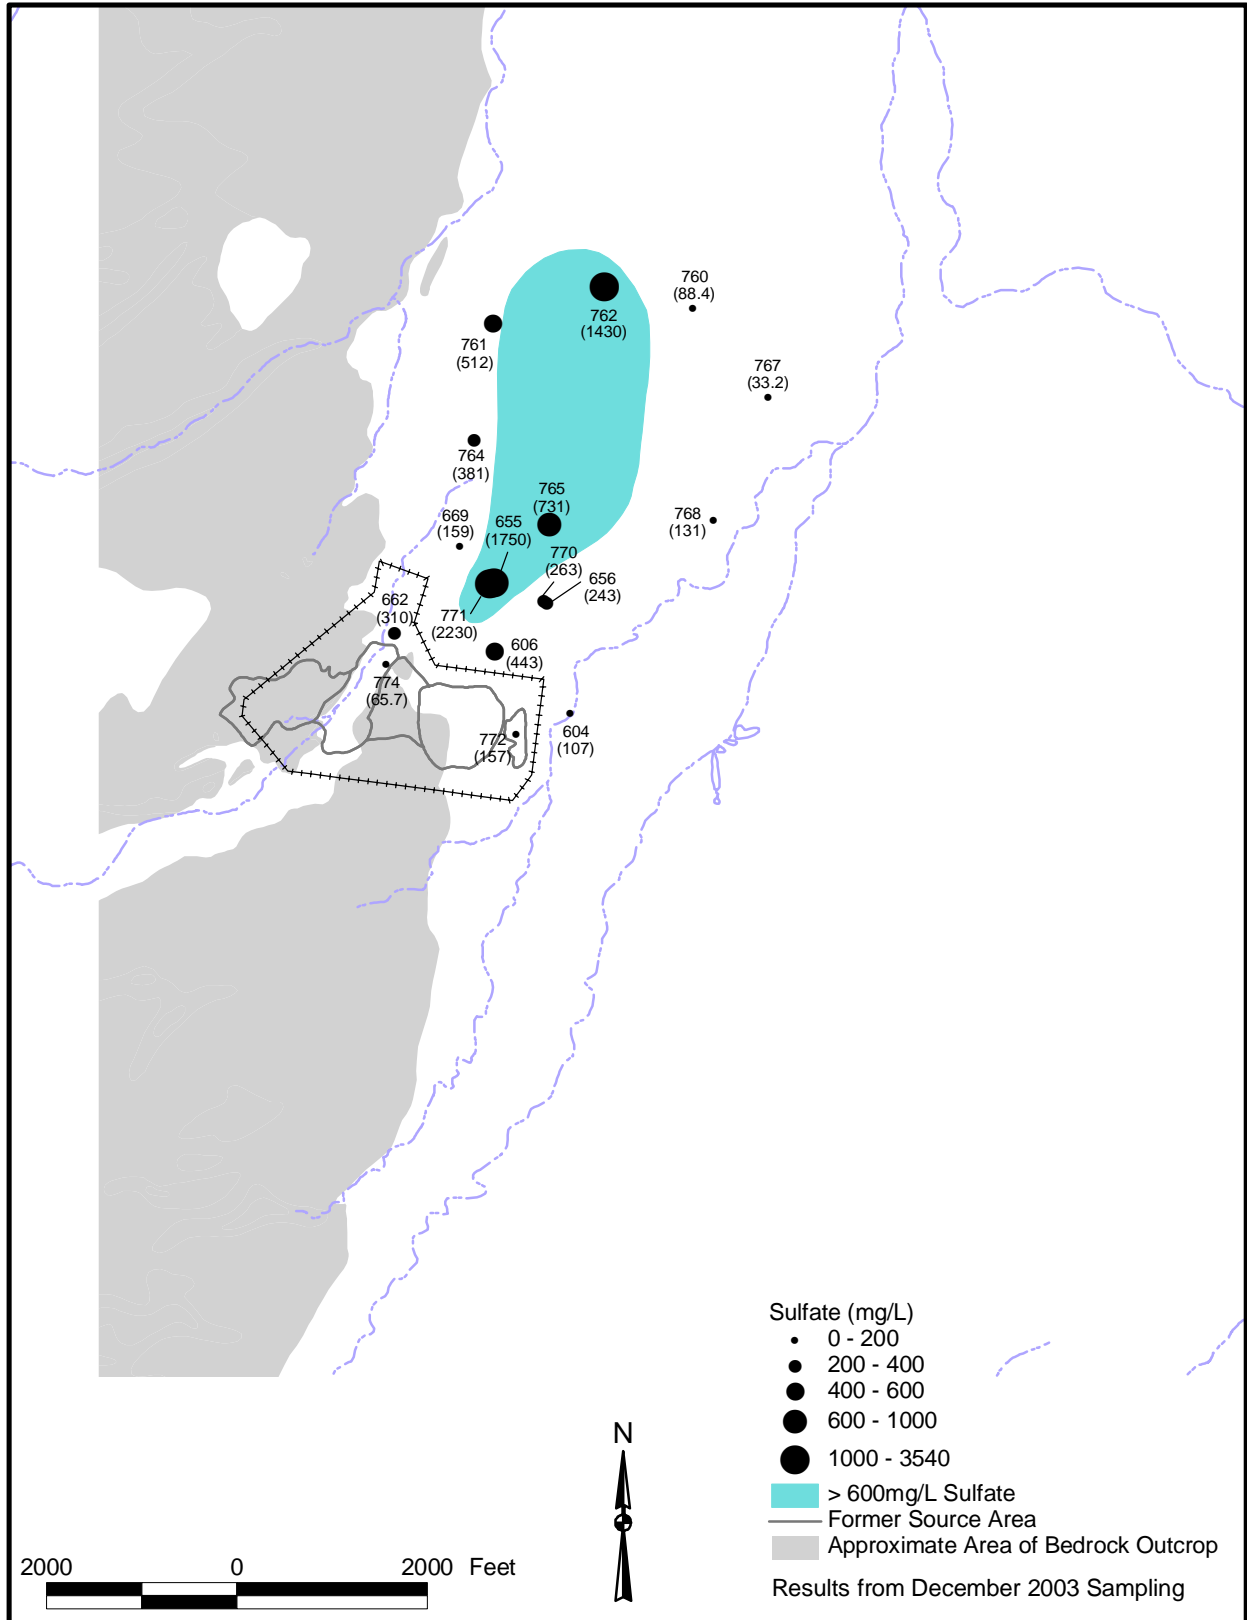 760
(88.4)
762
(1430)
761
(512)
767
(33.2)
764
(381)
765
(731)
669
(159)
655
(1750)
768
(131)
770
(263)
656
(243)
662
(310)
771
(2230)
606
(443)
774
(65.7)
604
(107)
772
(157)
Sulfate (mg/L)
0 - 200
200 - 400
400 - 600
600 - 1000
1000 - 3540
> 600mg/L Sulfate
Former Source Area
Approximate Area of Bedrock Outcrop
Results from December 2003 Sampling
N
2000 0 2000 Feet